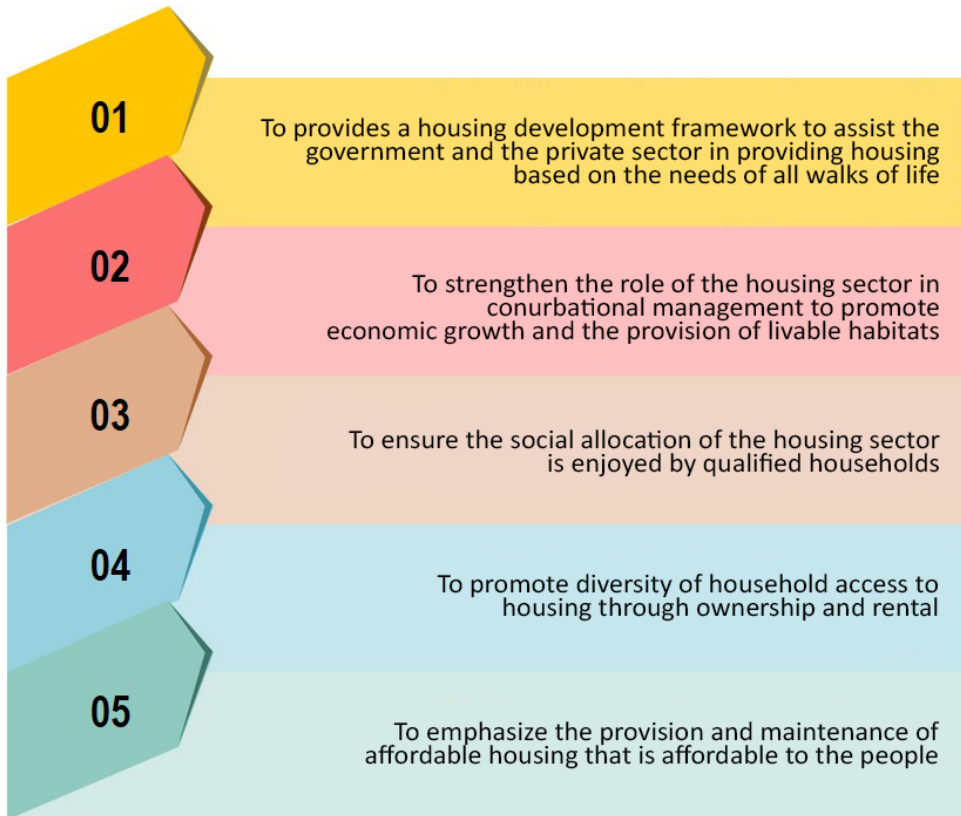 01
To provides a housing development framework to assist the
government and the private sector in providing housing
based on the needs of all walks of life
02
To strengthen the role of the housing sector in
conurbational management to promote
economic growth and the provision of livable habitats
03
To ensure the social allocation of the housing sector
is enjoyed by qualified households
04
To promote diversity of household access to
housing through ownership and rental
05
To emphasize the provision and maintenance of
affordable housing that is affordable to the people